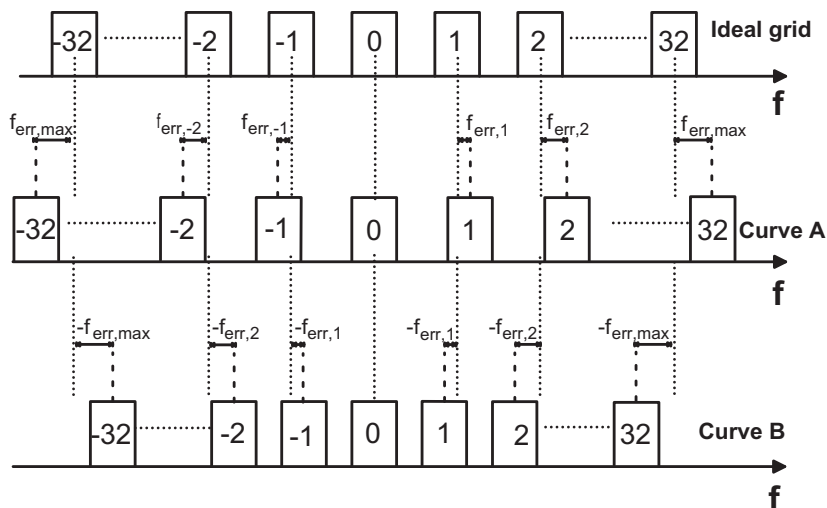 -32 -2 -1 0 1 2 32 Ideal grid
f
f_err,max f_err,-2 f_err,-1 f_err,1 f_err,2 f_err,max
-32 -2 -1 0 1 2 32 Curve A
f
-f_err,max -f_err,2 -f_err,1 -f_err,1 -f_err,2 -f_err,max
-32 -2 -1 0 1 2 32 Curve B
f